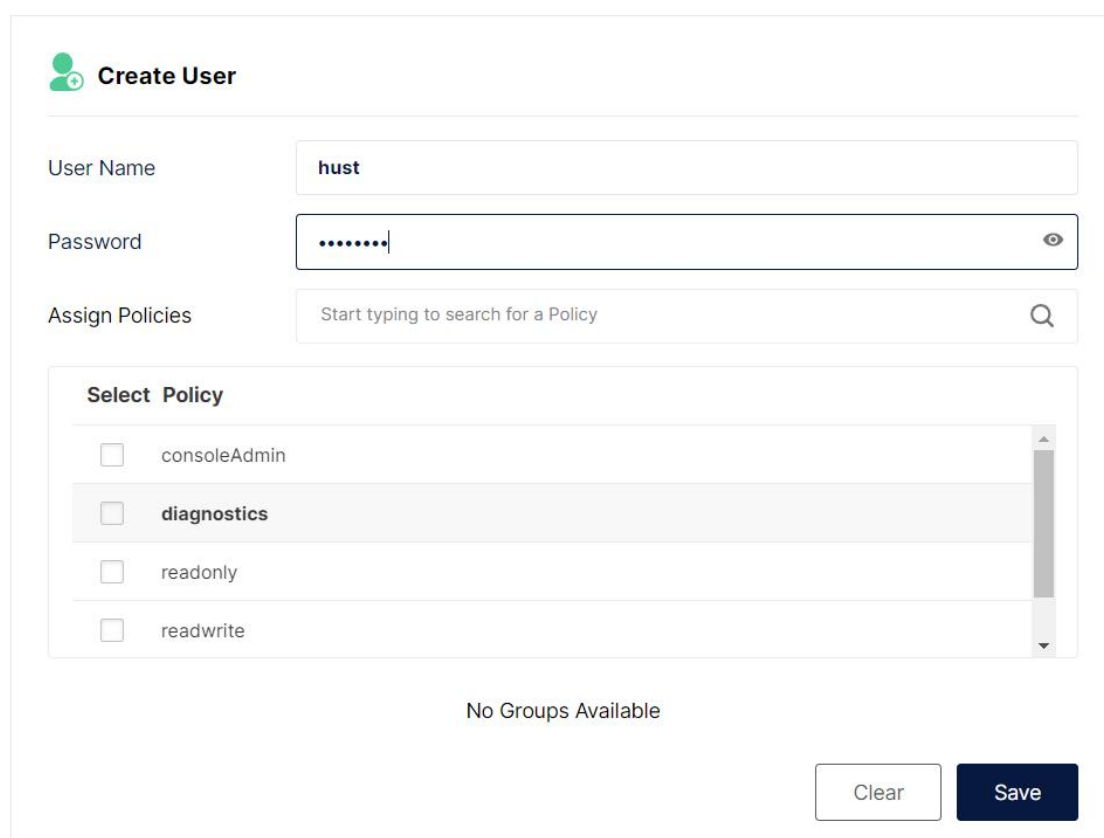 Create User
User Name hust
Password ••••••••
Assign Policies Start typing to search for a Policy
Select Policy
consoleAdmin
diagnostics
readonly
readwrite
No Groups Available
Clear Save